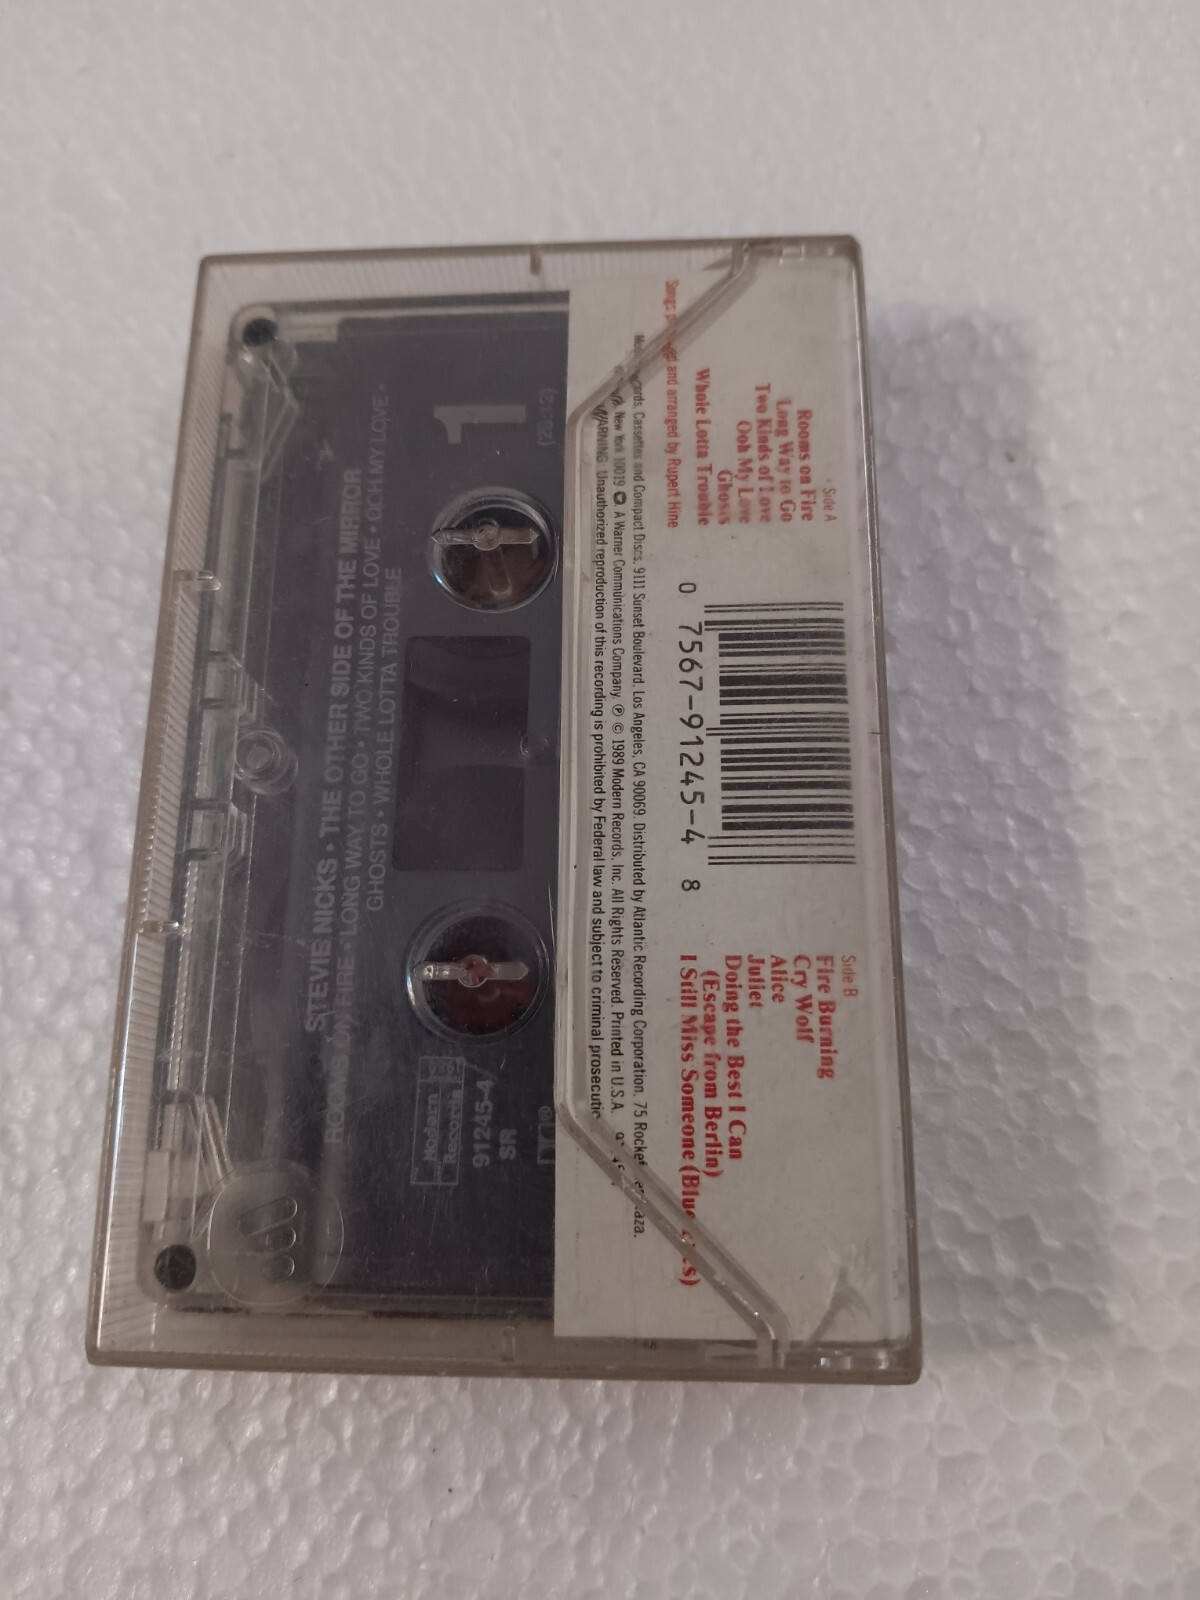 Side A
Rooms on Fire
Long Way to Go
Two Kinds of Love
Ooh My Love
Ghosts
Whole Lotta Trouble
Songs and arranged by Rupert Hine
0 7567-91245-4 8
Side B
Fire Burning
Cry Wolf
Alice
Juliet
Doing the Best I Can
(Escape from Berlin)
I Still Miss Someone (Blue
Cassettes and Compact Discs, 9111 Sunset Boulevard, Los Angeles, CA 90069. Distributed by Atlantic Recording Corporation, 75
New York 10019 A Warner Communications Company. ℗ © 1989 Modern Records, Inc. All Rights Reserved. Printed in U.S.A.
WARNING: Unauthorized reproduction of this recording is prohibited by Federal law and subject to criminal
1
STEVIE NICKS • THE OTHER SIDE OF THE MIRROR
ROOMS ON FIRE • LONG WAY TO GO • TWO KINDS OF LOVE • OOH MY LOVE •
GHOSTS • WHOLE LOTTA TROUBLE
Modern
Records
91245-4
SR